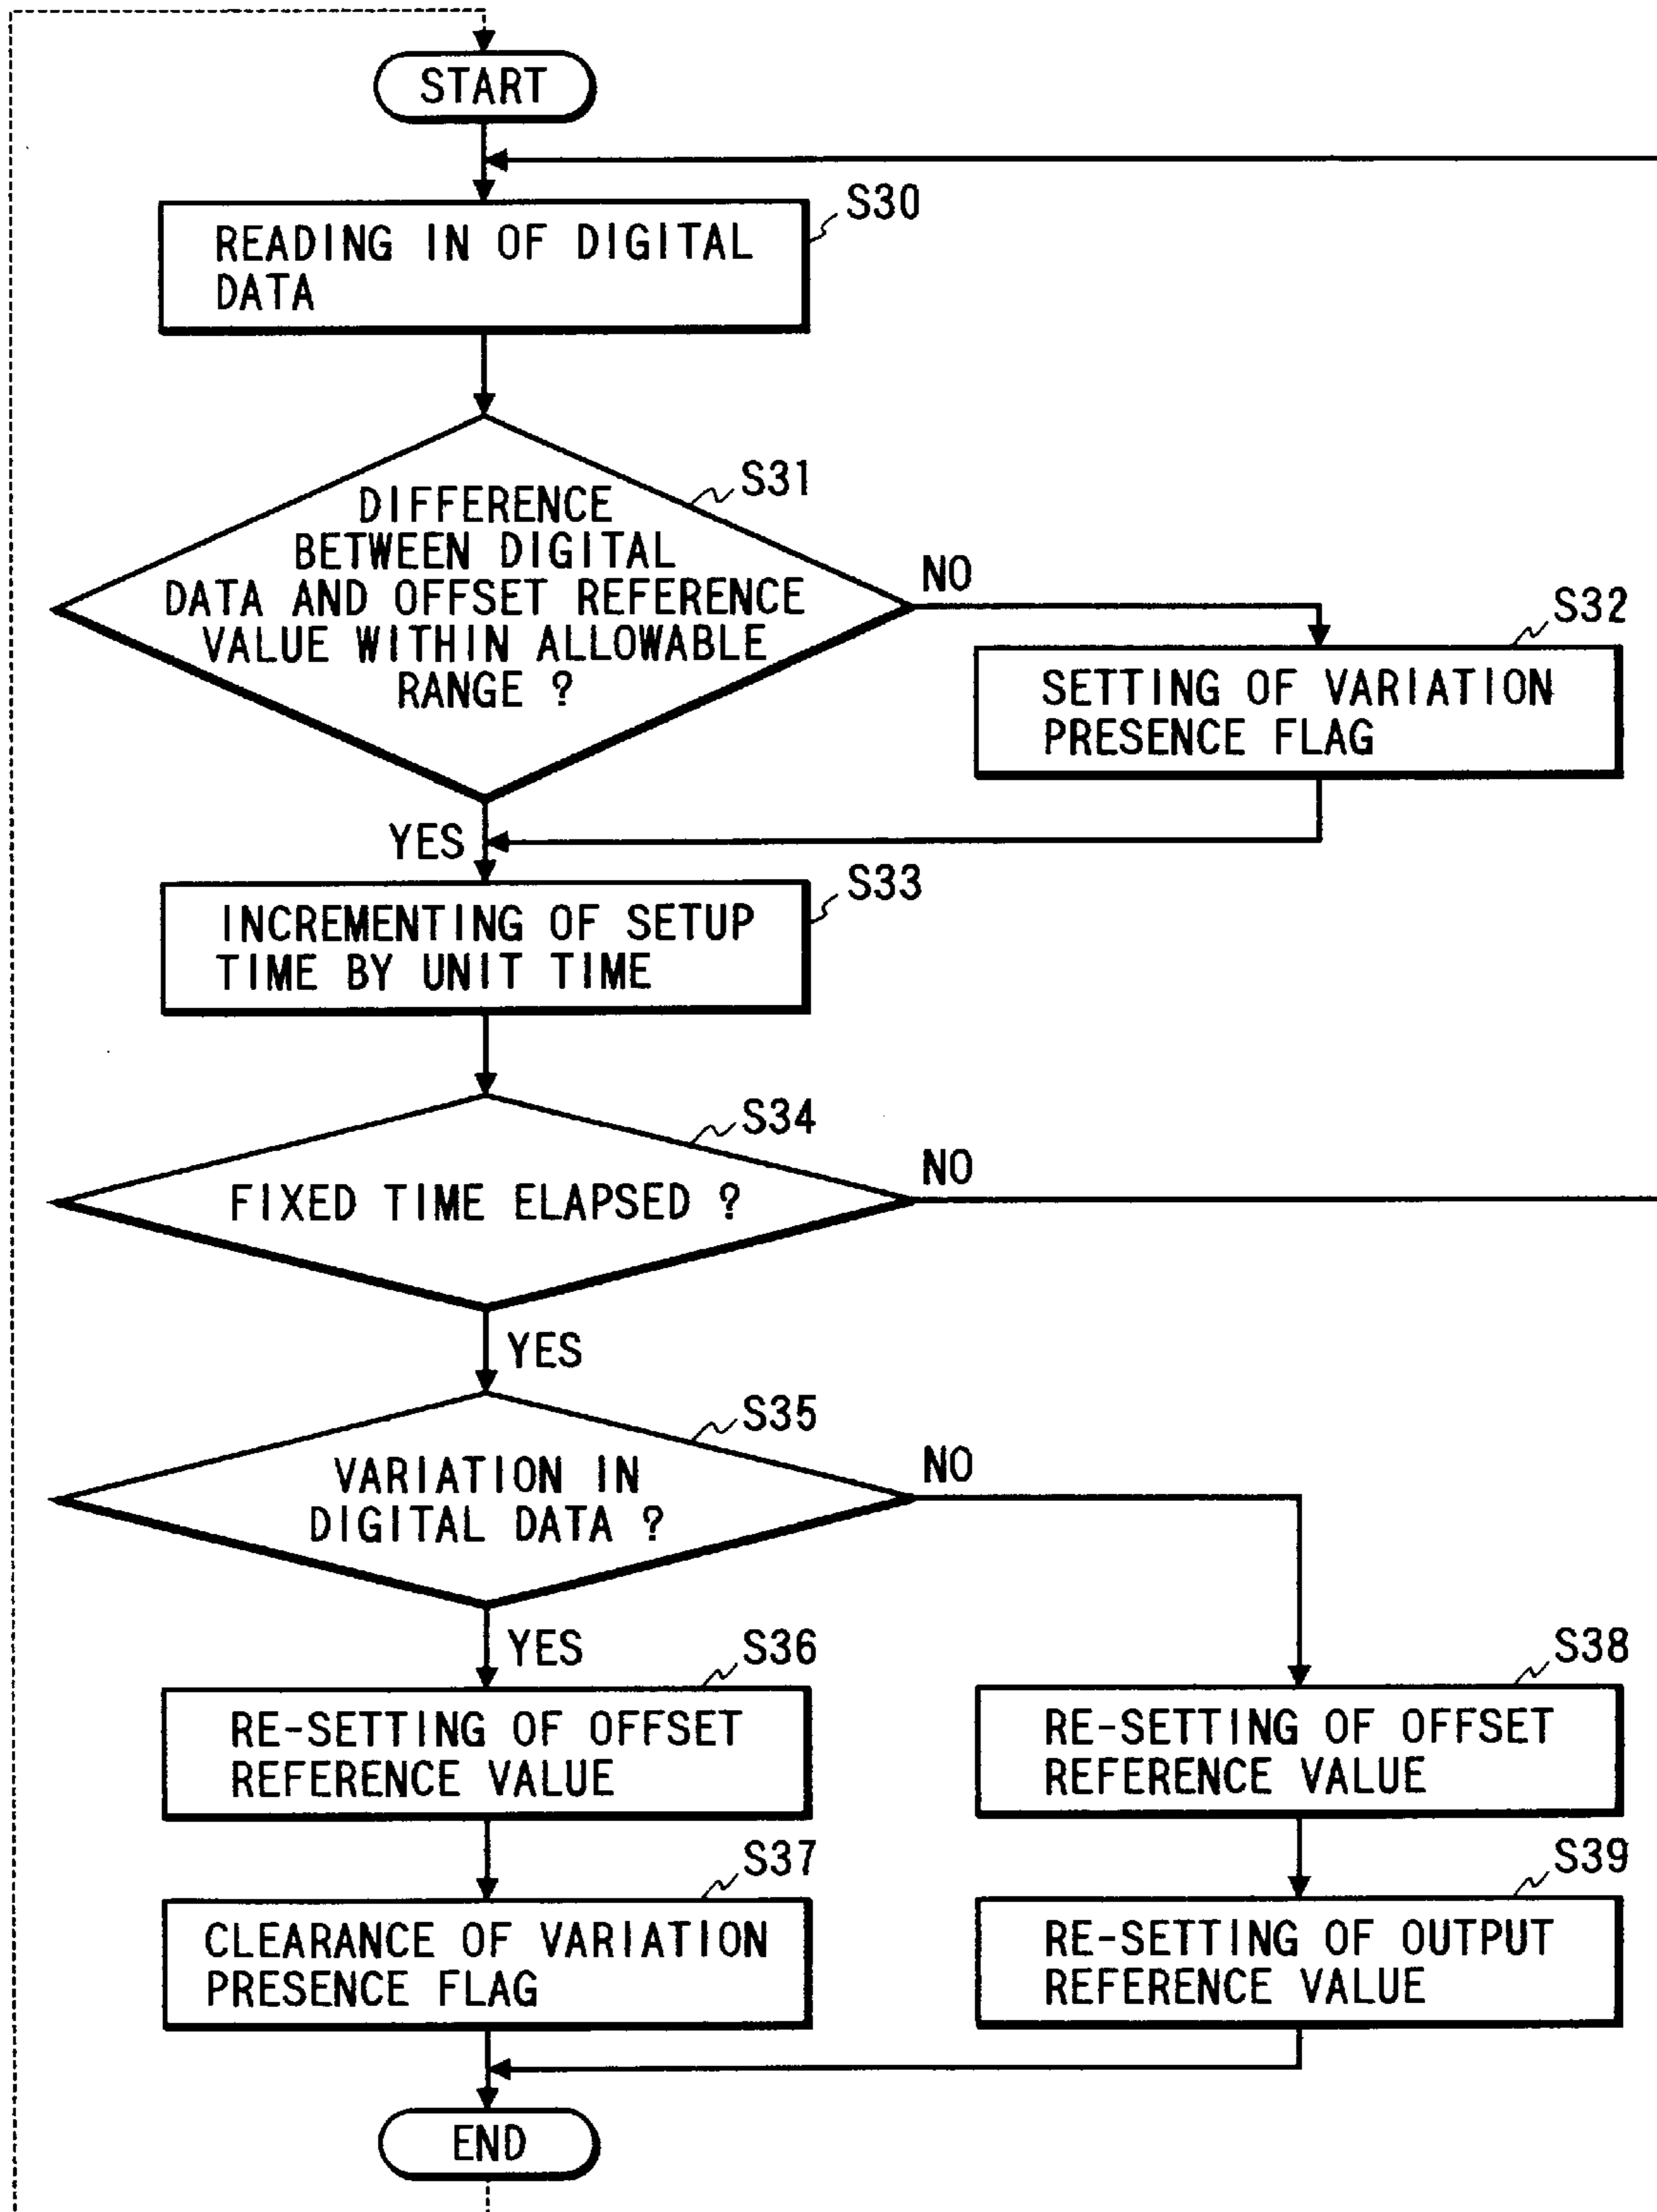 START
S30
READING IN OF DIGITAL
DATA
S31
DIFFERENCE
BETWEEN DIGITAL
DATA AND OFFSET REFERENCE
VALUE WITHIN ALLOWABLE
RANGE ?
NO
S32
SETTING OF VARIATION
PRESENCE FLAG
YES
S33
INCREMENTING OF SETUP
TIME BY UNIT TIME
S34
FIXED TIME ELAPSED ?
NO
YES
S35
VARIATION IN
DIGITAL DATA ?
NO
YES
S36
RE-SETTING OF OFFSET
REFERENCE VALUE
S38
RE-SETTING OF OFFSET
REFERENCE VALUE
S37
CLEARANCE OF VARIATION
PRESENCE FLAG
S39
RE-SETTING OF OUTPUT
REFERENCE VALUE
END